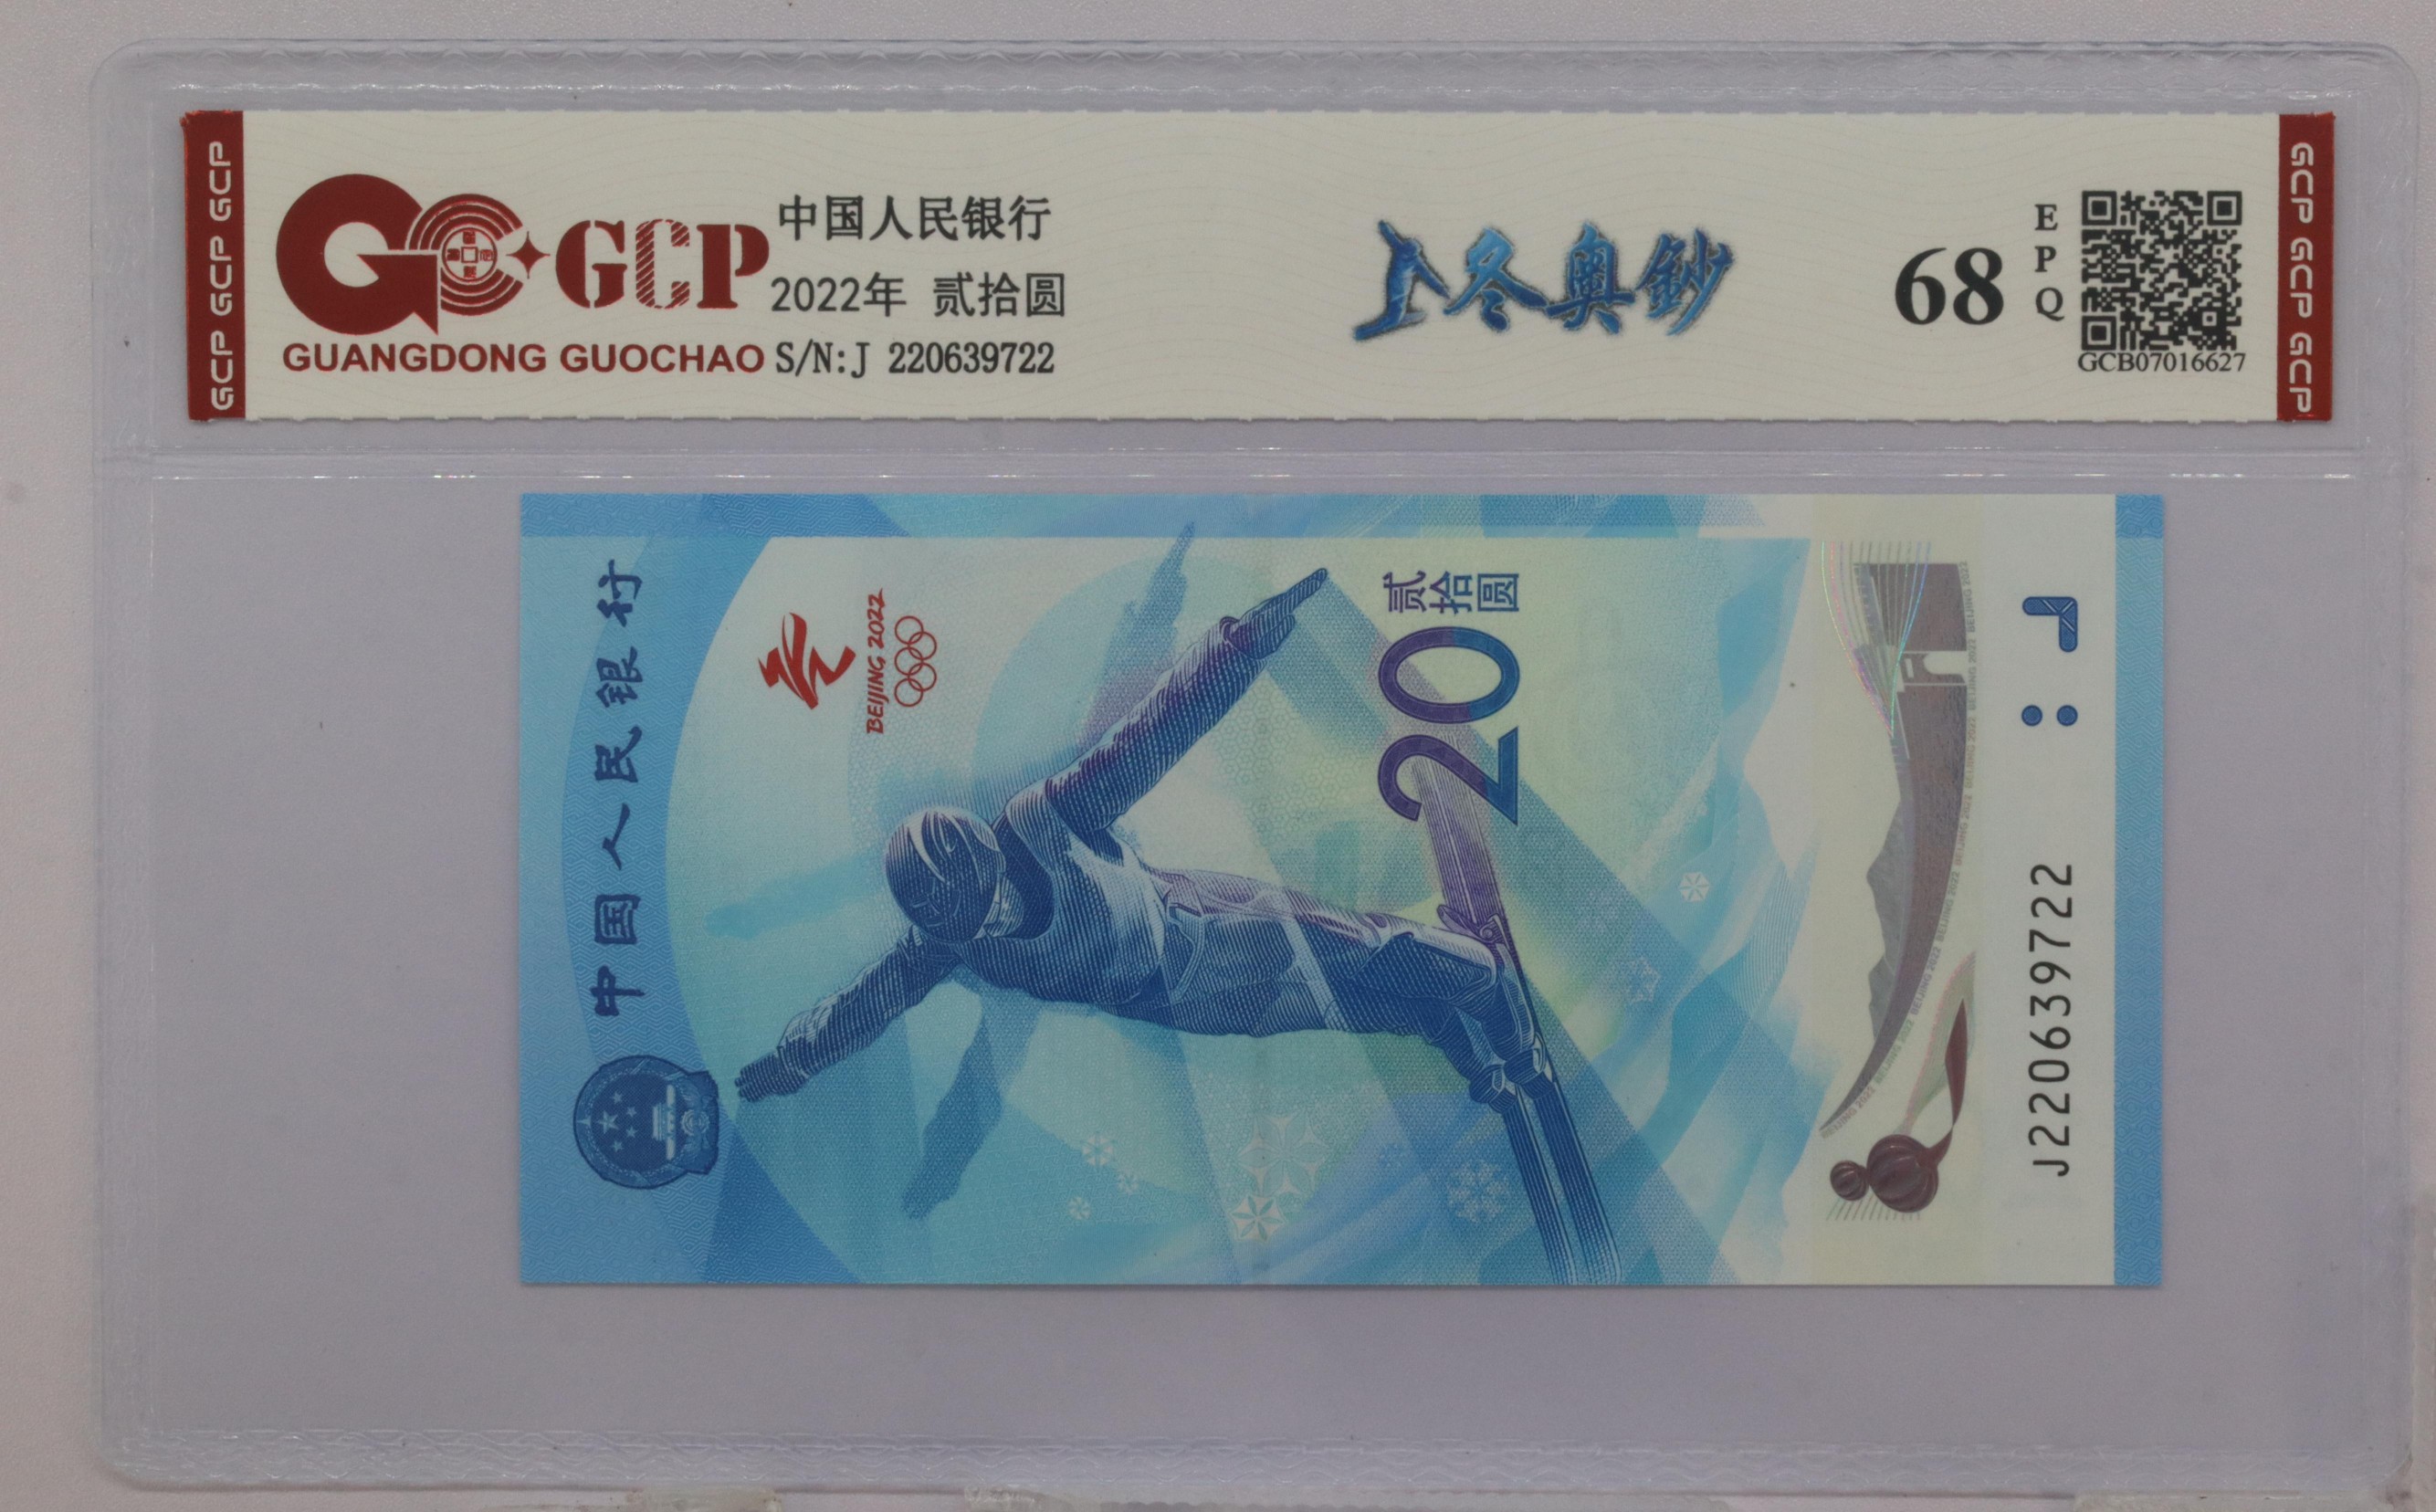 GCP GCP GCP
GCP
GUANGDONG GUOCHAO
中国人民银行
2022年 贰拾圆
S/N:J 220639722
冬奥鈔
68
EPQ
GCB07016627
GCP GCP GCP
中国人民银行
BEIJING 2022
贰拾圆
20
J220639722